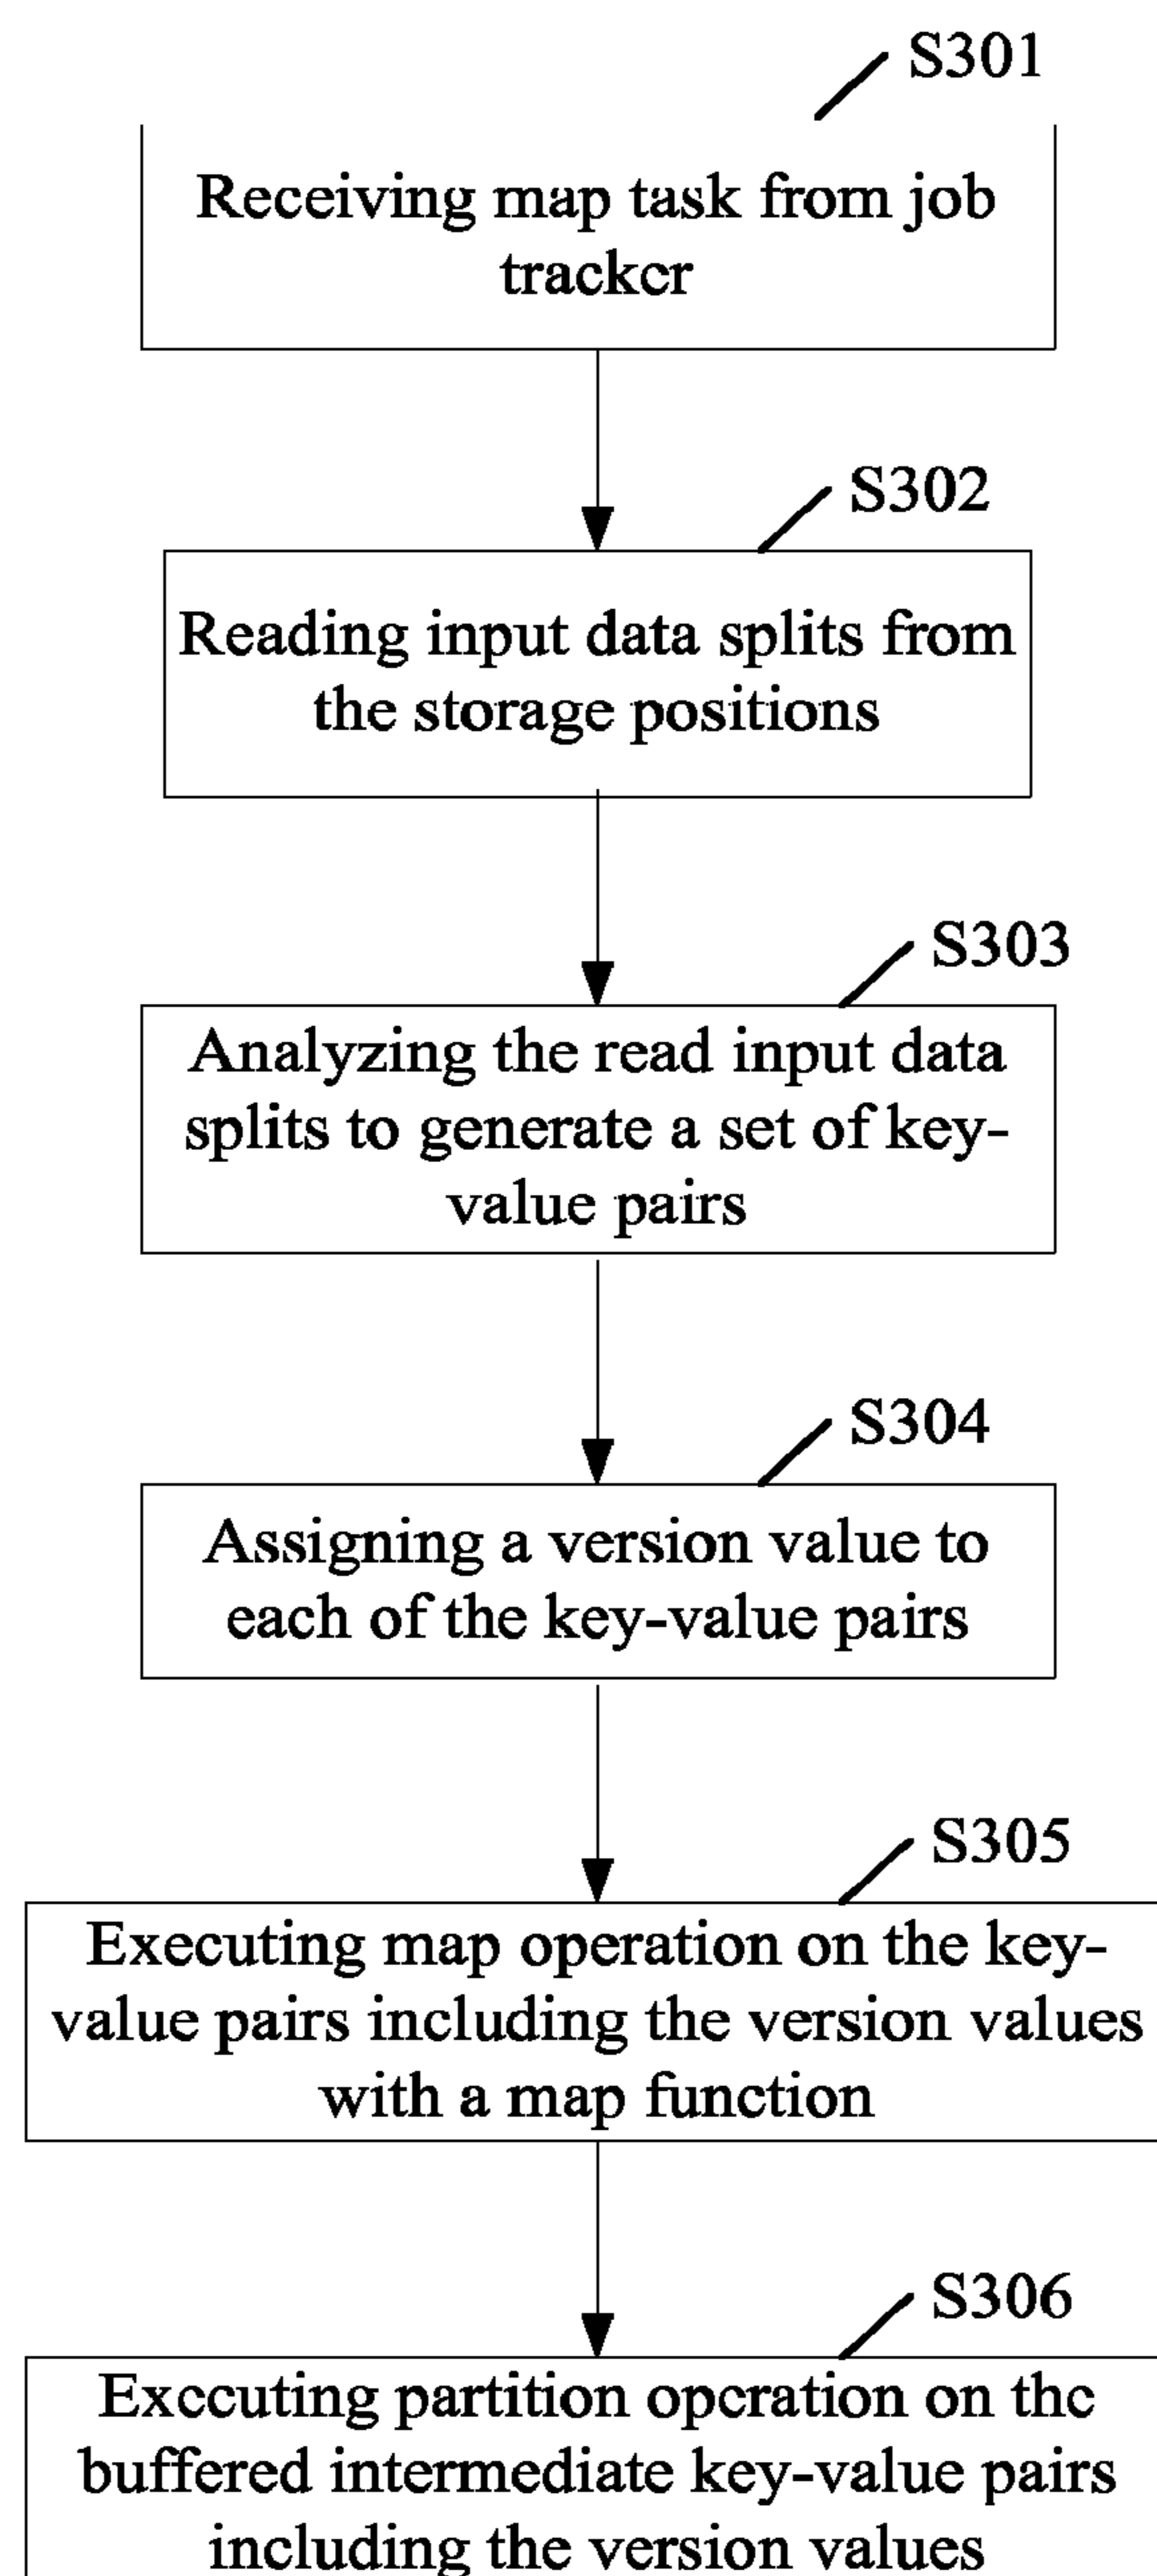 S301
Receiving map task from job
tracker
S302
Reading input data splits from
the storage positions
S303
Analyzing the read input data
splits to generate a set of key-
value pairs
S304
Assigning a version value to
each of the key-value pairs
S305
Executing map operation on the key-
value pairs including the version values
with a map function
S306
Executing partition operation on the
buffered intermediate key-value pairs
including the version values